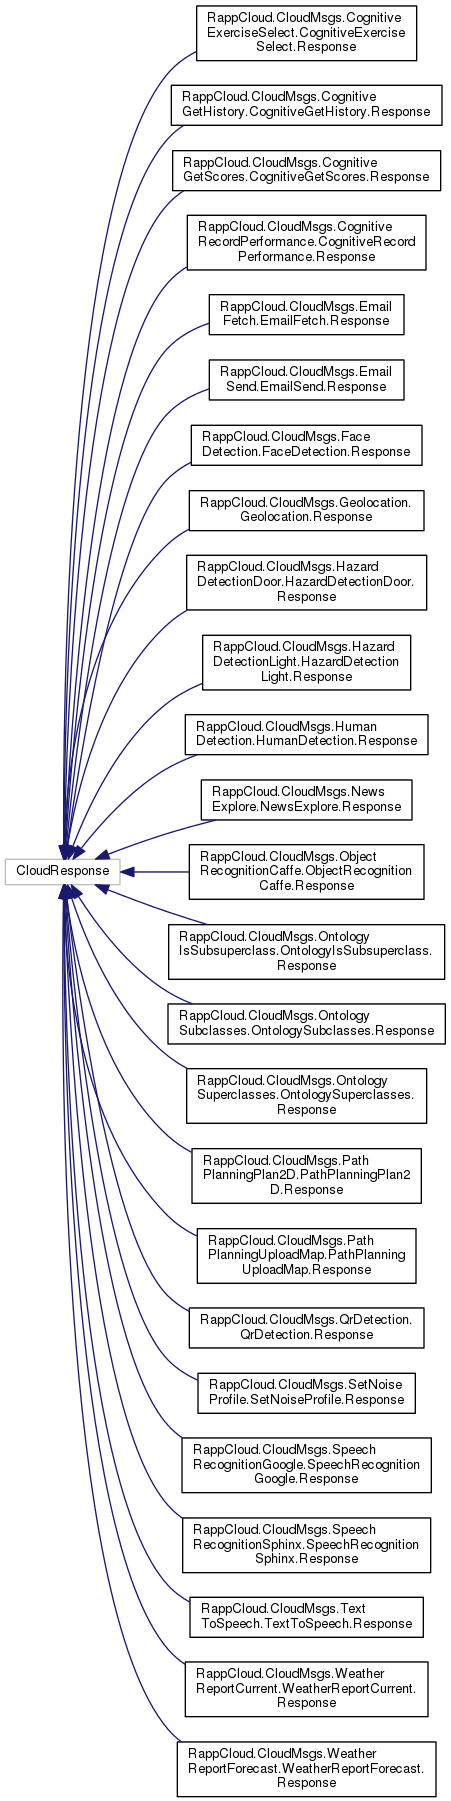 RappCloud.CloudMsgs.Cognitive
ExerciseSelect.CognitiveExercise
Select.Response
RappCloud.CloudMsgs.Cognitive
GetHistory.CognitiveGetHistory.Response
RappCloud.CloudMsgs.Cognitive
GetScores.CognitiveGetScores.Response
RappCloud.CloudMsgs.Cognitive
RecordPerformance.CognitiveRecord
Performance.Response
RappCloud.CloudMsgs.Email
Fetch.EmailFetch.Response
RappCloud.CloudMsgs.Email
Send.EmailSend.Response
RappCloud.CloudMsgs.Face
Detection.FaceDetection.Response
RappCloud.CloudMsgs.Geolocation.
Geolocation.Response
RappCloud.CloudMsgs.Hazard
DetectionDoor.HazardDetectionDoor.
Response
RappCloud.CloudMsgs.Hazard
DetectionLight.HazardDetection
Light.Response
RappCloud.CloudMsgs.Human
Detection.HumanDetection.Response
RappCloud.CloudMsgs.News
Explore.NewsExplore.Response
CloudResponse
RappCloud.CloudMsgs.Object
RecognitionCaffe.ObjectRecognition
Caffe.Response
RappCloud.CloudMsgs.Ontology
IsSubsuperclass.OntologyIsSubsuperclass.
Response
RappCloud.CloudMsgs.Ontology
Subclasses.OntologySubclasses.Response
RappCloud.CloudMsgs.Ontology
Superclasses.OntologySuperclasses.
Response
RappCloud.CloudMsgs.Path
PlanningPlan2D.PathPlanningPlan2
D.Response
RappCloud.CloudMsgs.Path
PlanningUploadMap.PathPlanning
UploadMap.Response
RappCloud.CloudMsgs.QrDetection.
QrDetection.Response
RappCloud.CloudMsgs.SetNoise
Profile.SetNoiseProfile.Response
RappCloud.CloudMsgs.Speech
RecognitionGoogle.SpeechRecognition
Google.Response
RappCloud.CloudMsgs.Speech
RecognitionSphinx.SpeechRecognition
Sphinx.Response
RappCloud.CloudMsgs.Text
ToSpeech.TextToSpeech.Response
RappCloud.CloudMsgs.Weather
ReportCurrent.WeatherReportCurrent.
Response
RappCloud.CloudMsgs.Weather
ReportForecast.WeatherReportForecast.
Response